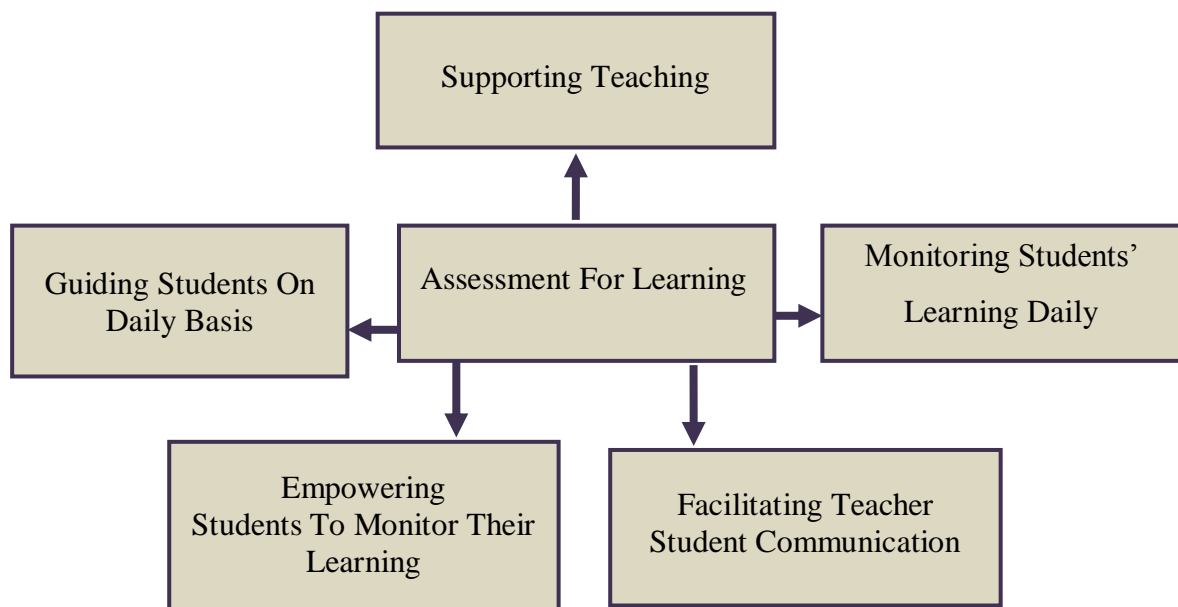 Supporting Teaching
Guiding Students On
Daily Basis
Assessment For Learning
Monitoring Students’
Learning Daily
Empowering
Students To Monitor Their
Learning
Facilitating Teacher
Student Communication